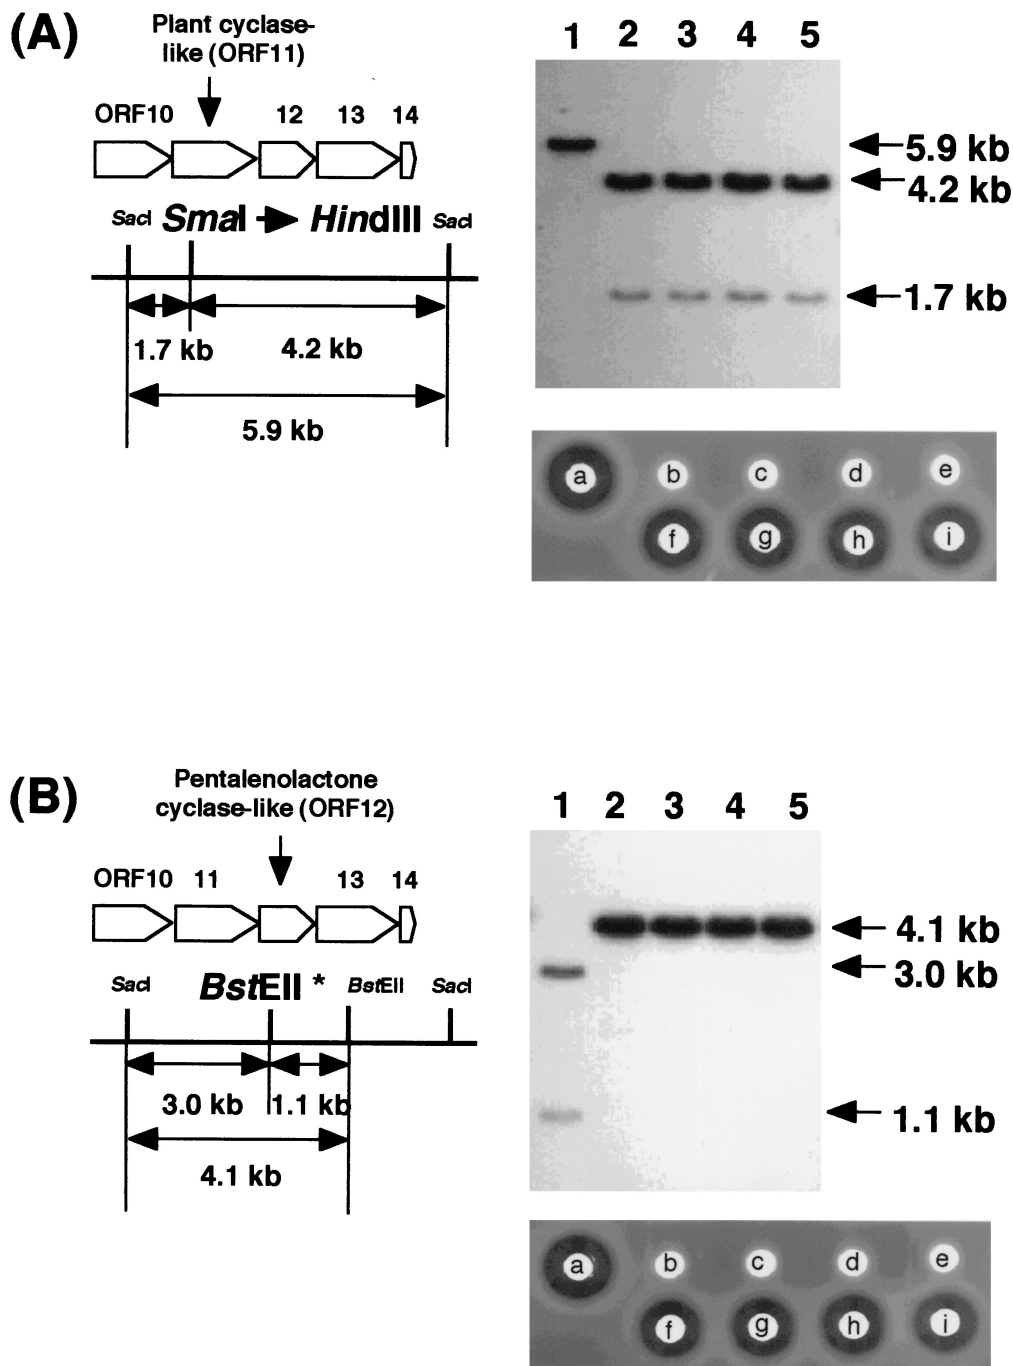 (A)
Plant cyclase-
like (ORF11)
ORF10 12 13 14
SacI SmaI HindIII SacI
1.7 kb 4.2 kb
5.9 kb
1 2 3 4 5
5.9 kb
4.2 kb
1.7 kb
a b c d e
f g h i
(B)
Pentalenolactone
cyclase-like (ORF12)
ORF10 11 13 14
SacI BstEII * BstEII SacI
3.0 kb 1.1 kb
4.1 kb
1 2 3 4 5
4.1 kb
3.0 kb
1.1 kb
a b c d e
f g h i